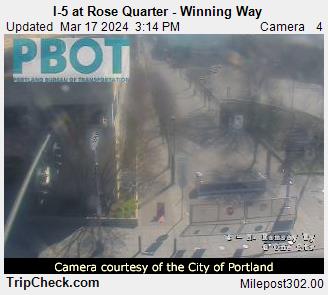 I-5 at Rose Quarter - Winning Way
Updated Mar 17 2024 3:14 PM Camera 4
PBOT
PORTLAND BUREAU OF TRANSPORTATION
Camera courtesy of the City of Portland
TripCheck.com Milepost302.00